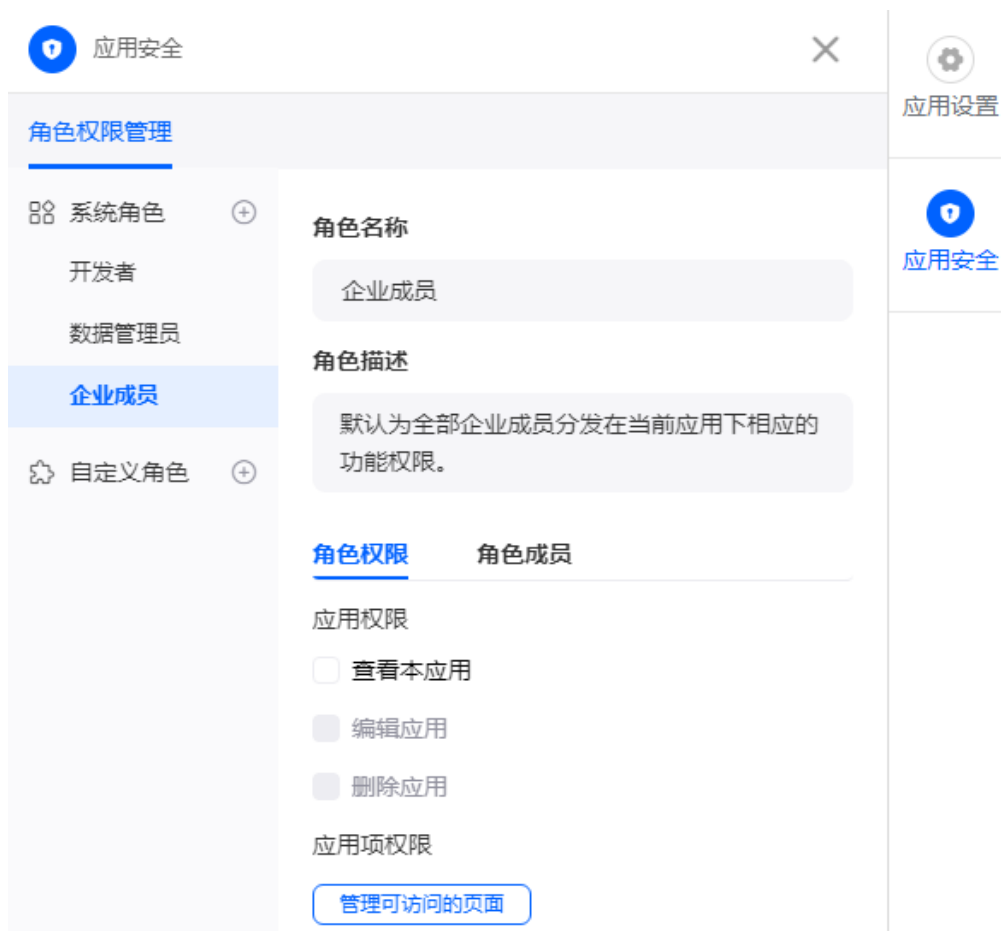 应用安全
角色权限管理
系统角色
开发者
数据管理员
企业成员
自定义角色
角色名称
企业成员
角色描述
默认为全部企业成员分发在当前应用下相应的
功能权限。
角色权限
角色成员
应用权限
查看本应用
编辑应用
删除应用
应用项权限
管理可访问的页面
应用设置
应用安全